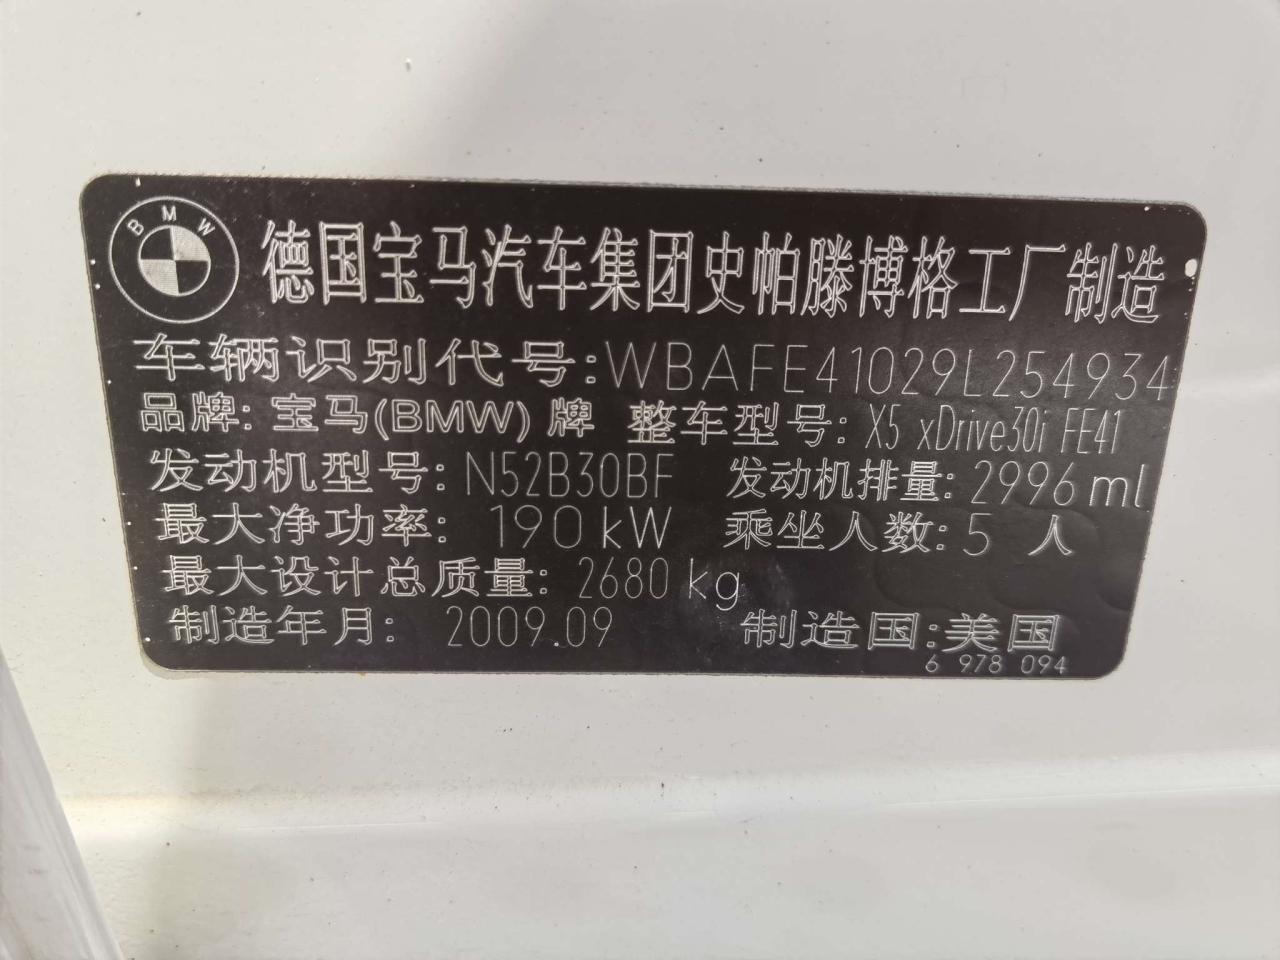 BMW
德国宝马汽车集团史帕滕博格工厂制造
车辆识别代号:WBAFE41029L254934
品牌: 宝马(BMW) 牌 整车型号: X5 xDrive30i FE41
发动机型号: N52B30BF 发动机排量: 2996 ml
最大净功率: 190 kW 乘坐人数: 5 人
最大设计总质量: 2680 kg
制造年月: 2009.09 制造国:美国
6 978 094